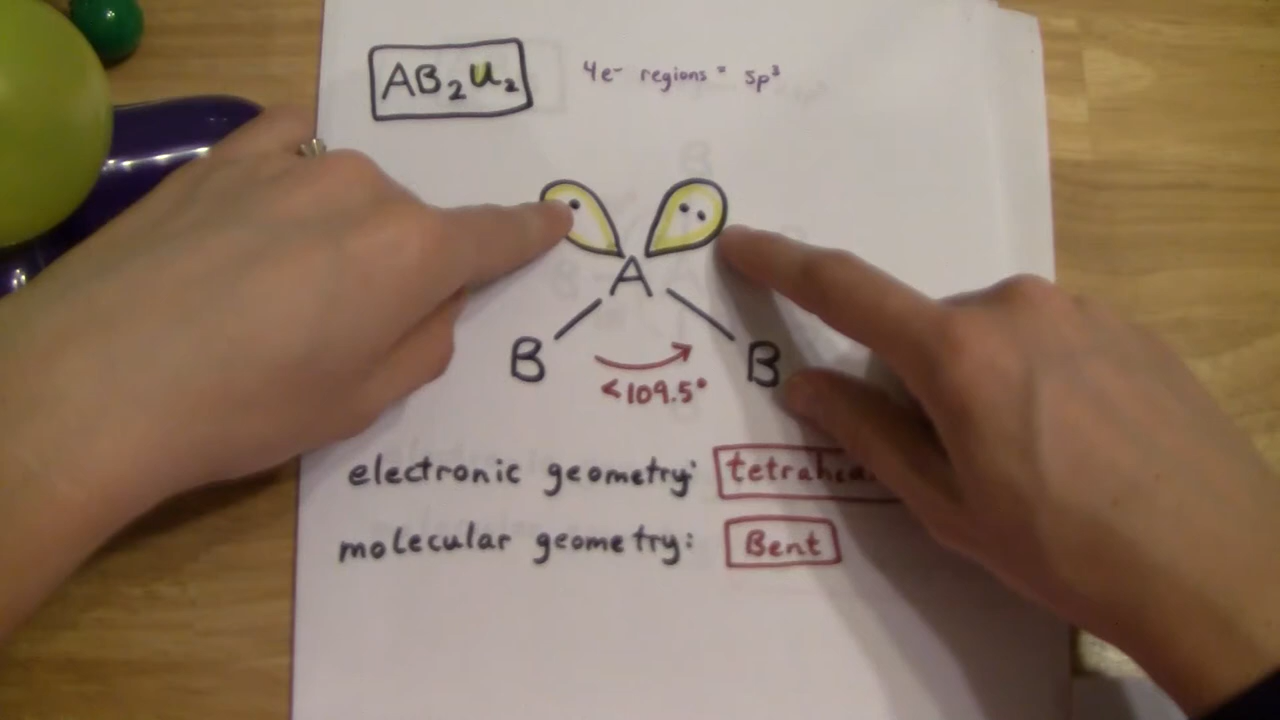 AB₂U₂ 4e⁻ regions = sp³
A
B B
<109.5°
electronic geometry:
molecular geometry: Bent